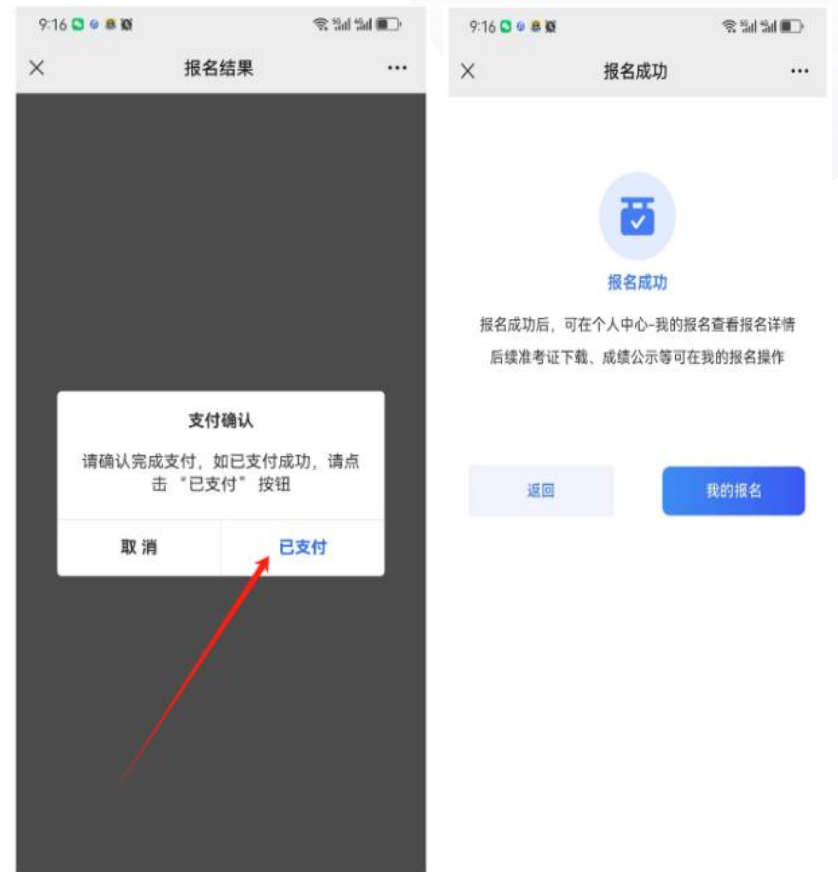 9:16
报名结果
支付确认
请确认完成支付，如已支付成功，请点
击 “已支付” 按钮
取 消
已支付
9:16
报名成功
报名成功
报名成功后，可在个人中心-我的报名查看报名详情
后续准考证下载、成绩公示等可在我的报名操作
返回
我的报名